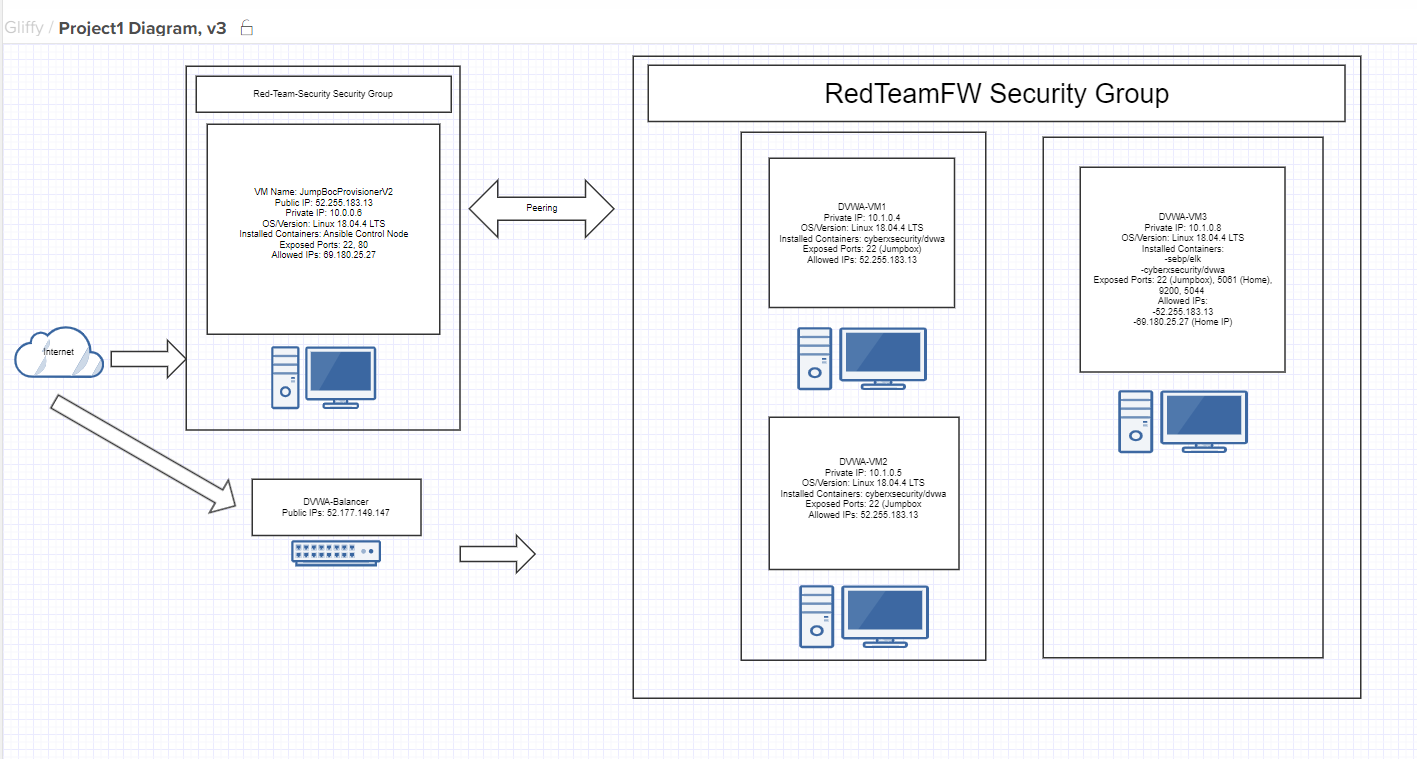 Gliffy / Project1 Diagram, v3
Red-Team-Security Security Group
VM Name: JumpBocProvisionerV2
Public IP: 52.255.183.13
Private IP: 10.0.0.6
OS/Version: Linux 18.04.4 LTS
Installed Containers: Ansible Control Node
Exposed Ports: 22, 80
Allowed IPs: 69.180.25.27
Internet
DVWA-Balancer
Public IPs: 52.177.149.147
Peering
RedTeamFW Security Group
DVWA-VM1
Private IP: 10.1.0.4
OS/Version: Linux 18.04.4 LTS
Installed Containers: cyberxsecurity/dvwa
Exposed Ports: 22 (Jumpbox)
Allowed IPs: 52.255.183.13
DVWA-VM2
Private IP: 10.1.0.5
OS/Version: Linux 18.04.4 LTS
Installed Containers: cyberxsecurity/dvwa
Exposed Ports: 22 (Jumpbox
Allowed IPs: 52.255.183.13
DVWA-VM3
Private IP: 10.1.0.8
OS/Version: Linux 18.04.4 LTS
Installed Containers:
-sebp/elk
-cyberxsecurity/dvwa
Exposed Ports: 22 (Jumpbox), 5061 (Home),
9200, 5044
Allowed IPs:
-52.255.183.13
-69.180.25.27 (Home IP)